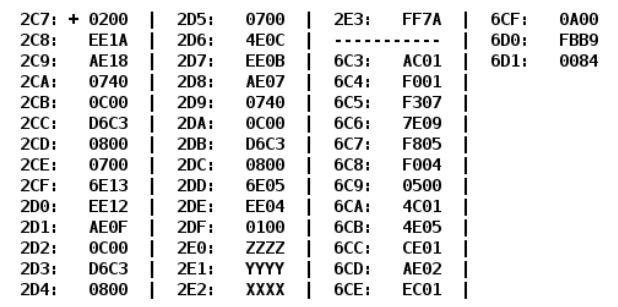 2C7: + 0200 | 2D5: 0700 | 2E3: FF7A | 6CF: 0A00
2C8: EE1A | 2D6: 4E0C | ----------- | 6D0: FBB9
2C9: AE18 | 2D7: EE0B | 6C3: AC01 | 6D1: 0084
2CA: 0740 | 2D8: AE07 | 6C4: F001 |
2CB: 0C00 | 2D9: 0740 | 6C5: F307 |
2CC: D6C3 | 2DA: 0C00 | 6C6: 7E09 |
2CD: 0800 | 2DB: D6C3 | 6C7: F805 |
2CE: 0700 | 2DC: 0800 | 6C8: F004 |
2CF: 6E13 | 2DD: 6E05 | 6C9: 0500 |
2D0: EE12 | 2DE: EE04 | 6CA: 4C01 |
2D1: AE0F | 2DF: 0100 | 6CB: 4E05 |
2D2: 0C00 | 2E0: ZZZZ | 6CC: CE01 |
2D3: D6C3 | 2E1: YYYY | 6CD: AE02 |
2D4: 0800 | 2E2: XXXX | 6CE: EC01 |